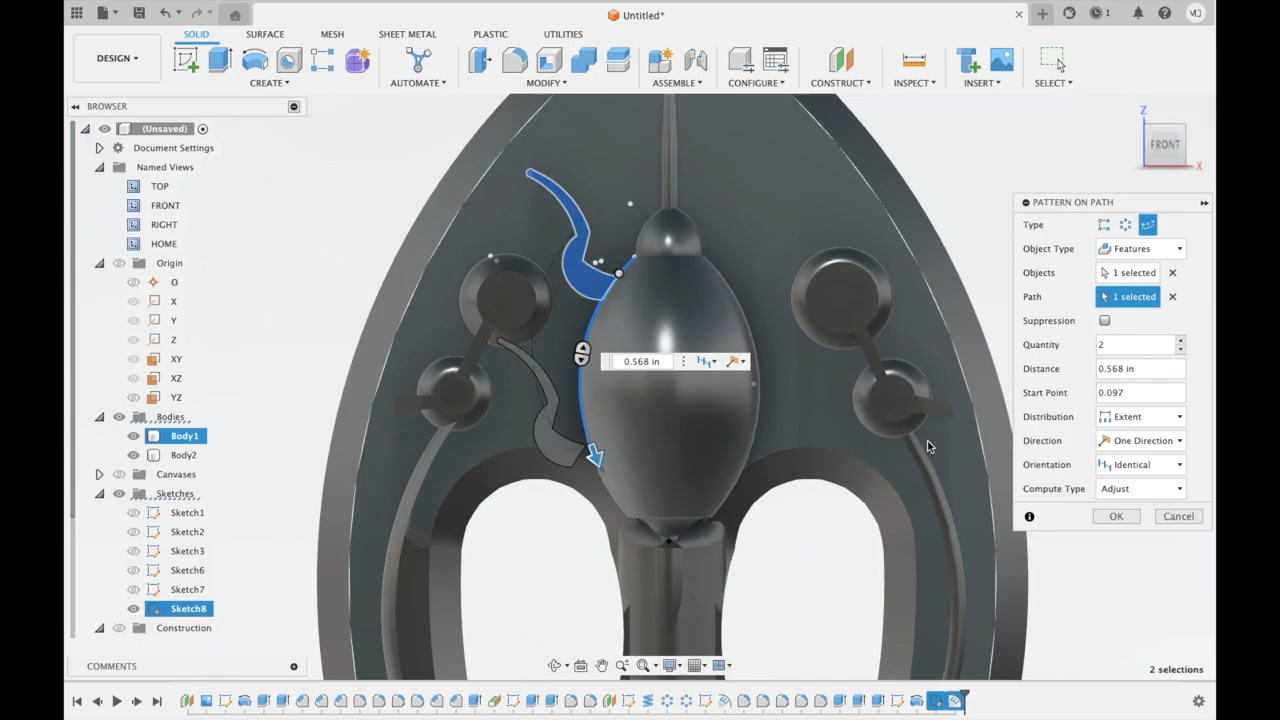 Untitled*
1
MJ
DESIGN
SOLID
SURFACE
MESH
SHEET METAL
PLASTIC
UTILITIES
CREATE
AUTOMATE
MODIFY
ASSEMBLE
CONFIGURE
CONSTRUCT
INSPECT
INSERT
SELECT
BROWSER
(Unsaved)
Document Settings
Named Views
TOP
FRONT
RIGHT
HOME
Origin
O
X
Y
Z
XY
XZ
YZ
Bodies
Body1
Body2
Canvases
Sketches
Sketch1
Sketch2
Sketch3
Sketch6
Sketch7
Sketch8
Construction
COMMENTS
0.568 in
Z
FRONT
X
PATTERN ON PATH
Type
Object Type Features
Objects 1 selected
Path 1 selected
Suppression
Quantity 2
Distance 0.568 in
Start Point 0.097
Distribution Extent
Direction One Direction
Orientation Identical
Compute Type Adjust
OK Cancel
2 selections